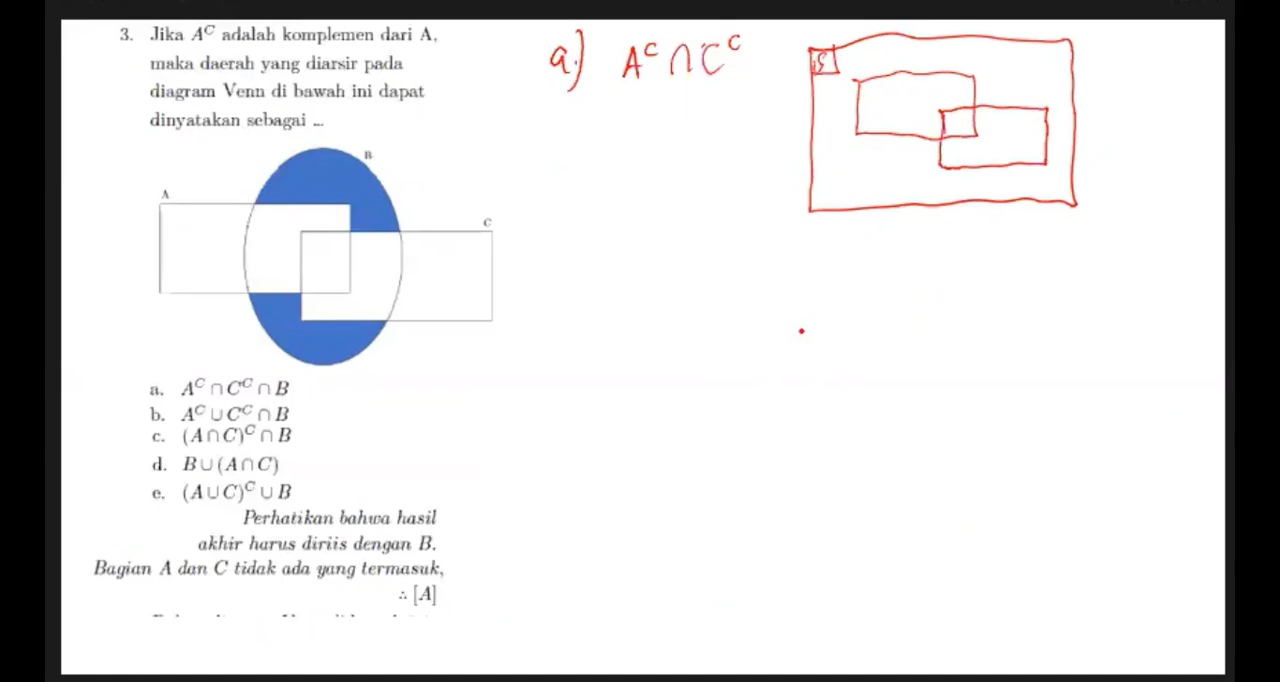 3. Jika A^C adalah komplemen dari A,
maka daerah yang diarsir pada
diagram Venn di bawah ini dapat
dinyatakan sebagai ...
a.) A^c ∩ C^c
S
B
A
C
a. A^C ∩ C^C ∩ B
b. A^C ∪ C^C ∩ B
c. (A ∩ C)^C ∩ B
d. B ∪ (A ∩ C)
e. (A ∪ C)^C ∪ B
Perhatikan bahwa hasil
akhir harus diriis dengan B.
Bagian A dan C tidak ada yang termasuk,
∴ [A]